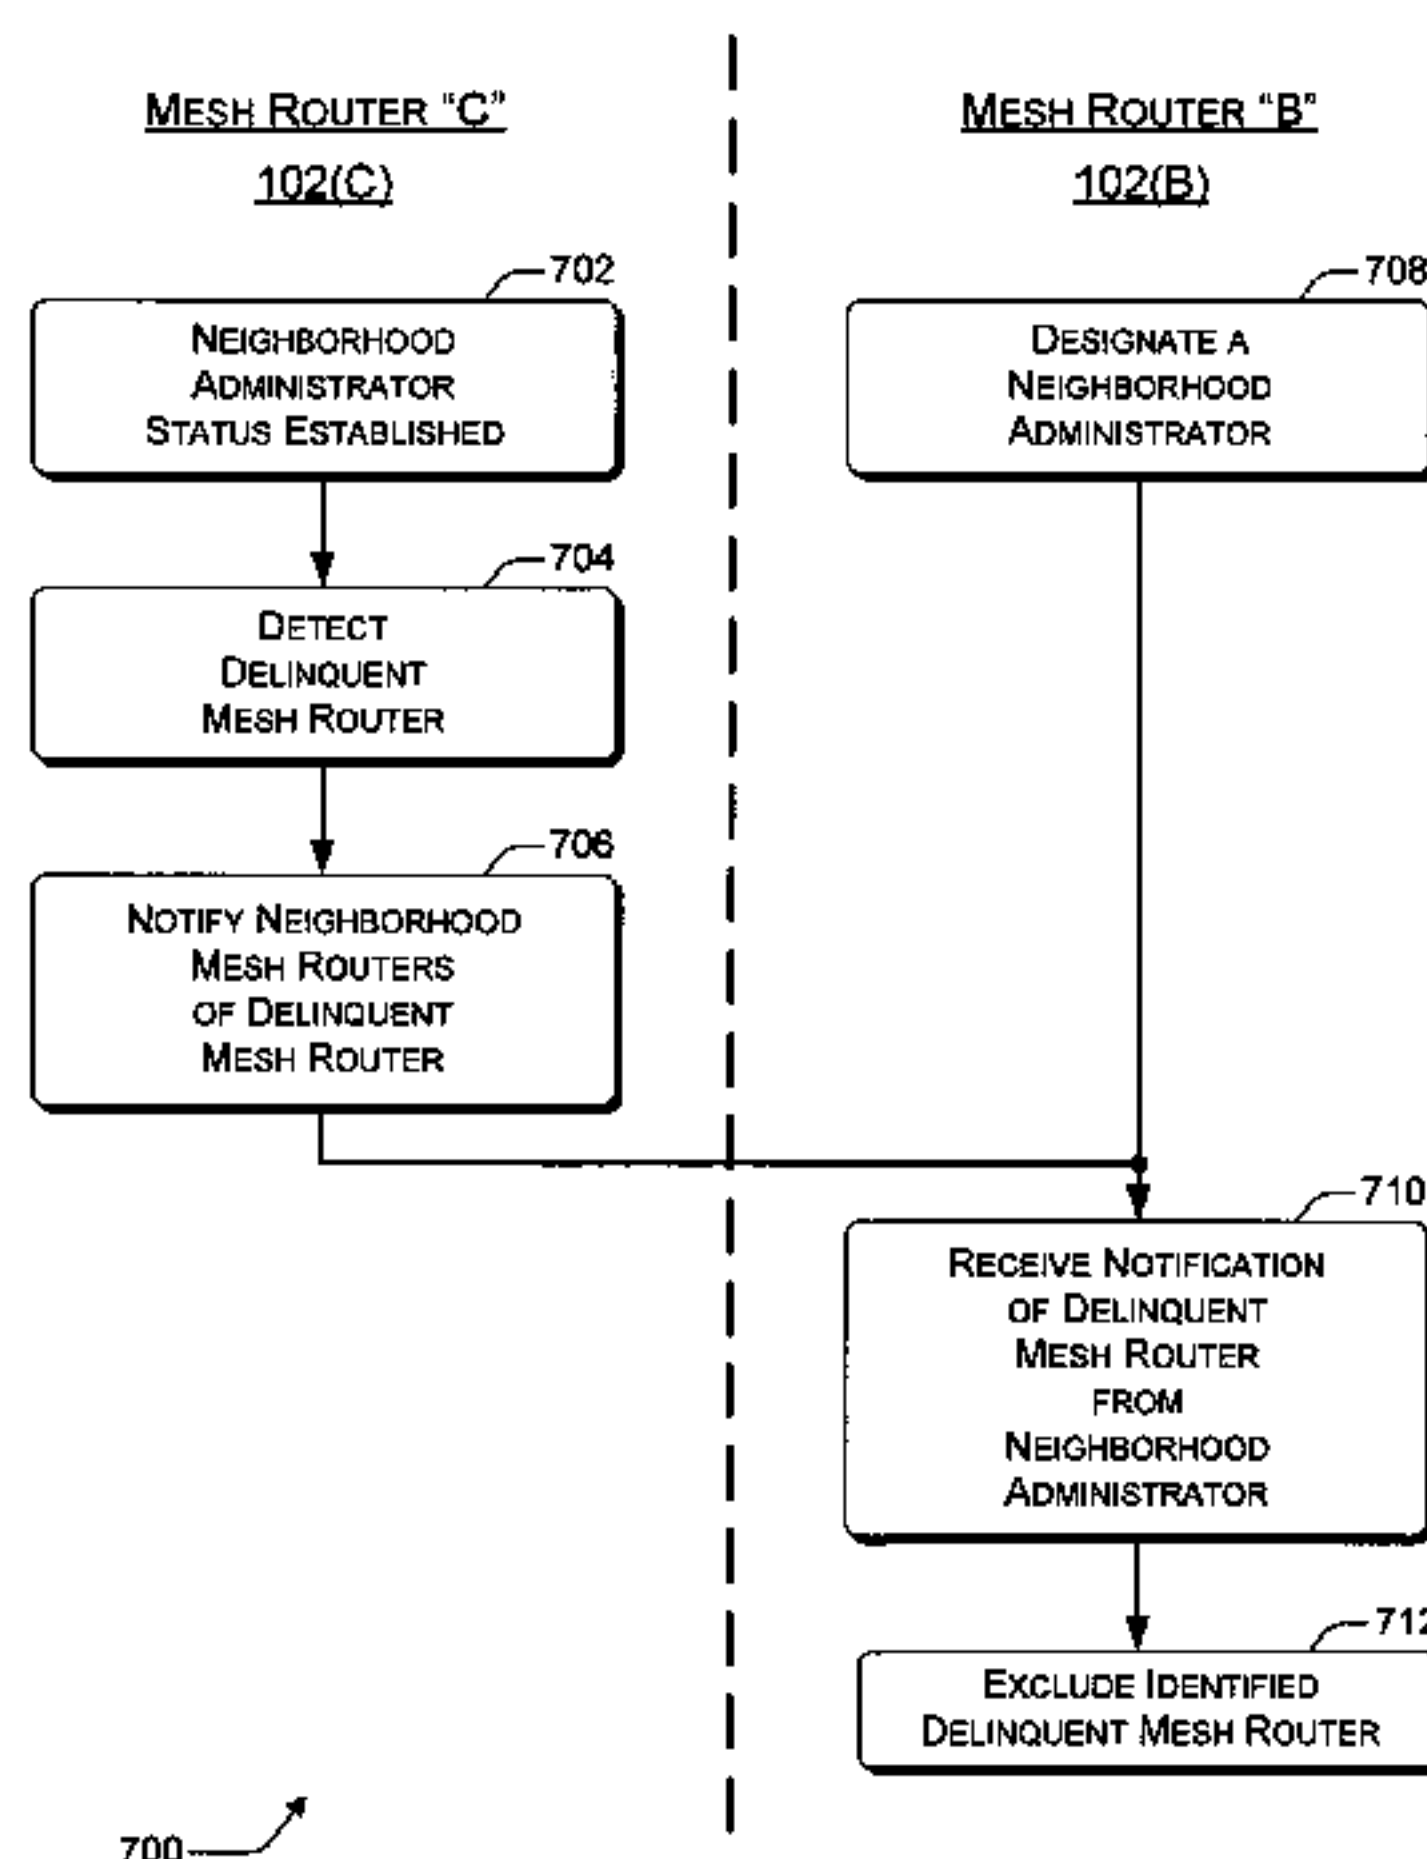 MESH ROUTER "C"
102(C)
702
NEIGHBORHOOD
ADMINISTRATOR
STATUS ESTABLISHED
704
DETECT
DELINQUENT
MESH ROUTER
706
NOTIFY NEIGHBORHOOD
MESH ROUTERS
OF DELINQUENT
MESH ROUTER
MESH ROUTER "B"
102(B)
708
DESIGNATE A
NEIGHBORHOOD
ADMINISTRATOR
710
RECEIVE NOTIFICATION
OF DELINQUENT
MESH ROUTER
FROM
NEIGHBORHOOD
ADMINISTRATOR
712
EXCLUDE IDENTIFIED
DELINQUENT MESH ROUTER
700